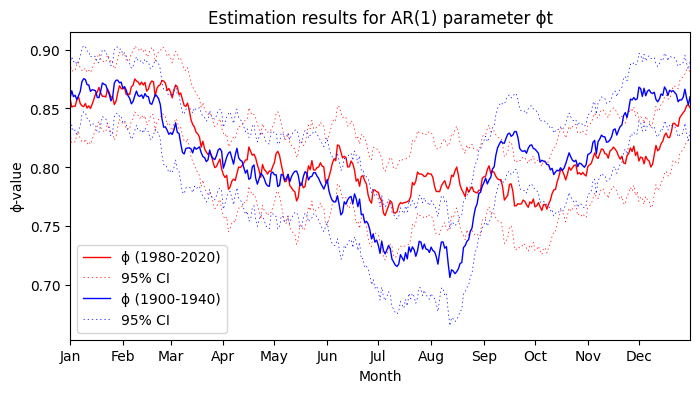 Estimation results for AR(1) parameter ϕt
ϕ-value
0.90
0.85
0.80
0.75
0.70
ϕ (1980-2020)
95% CI
ϕ (1900-1940)
95% CI
Jan Feb Mar Apr May Jun Jul Aug Sep Oct Nov Dec
Month